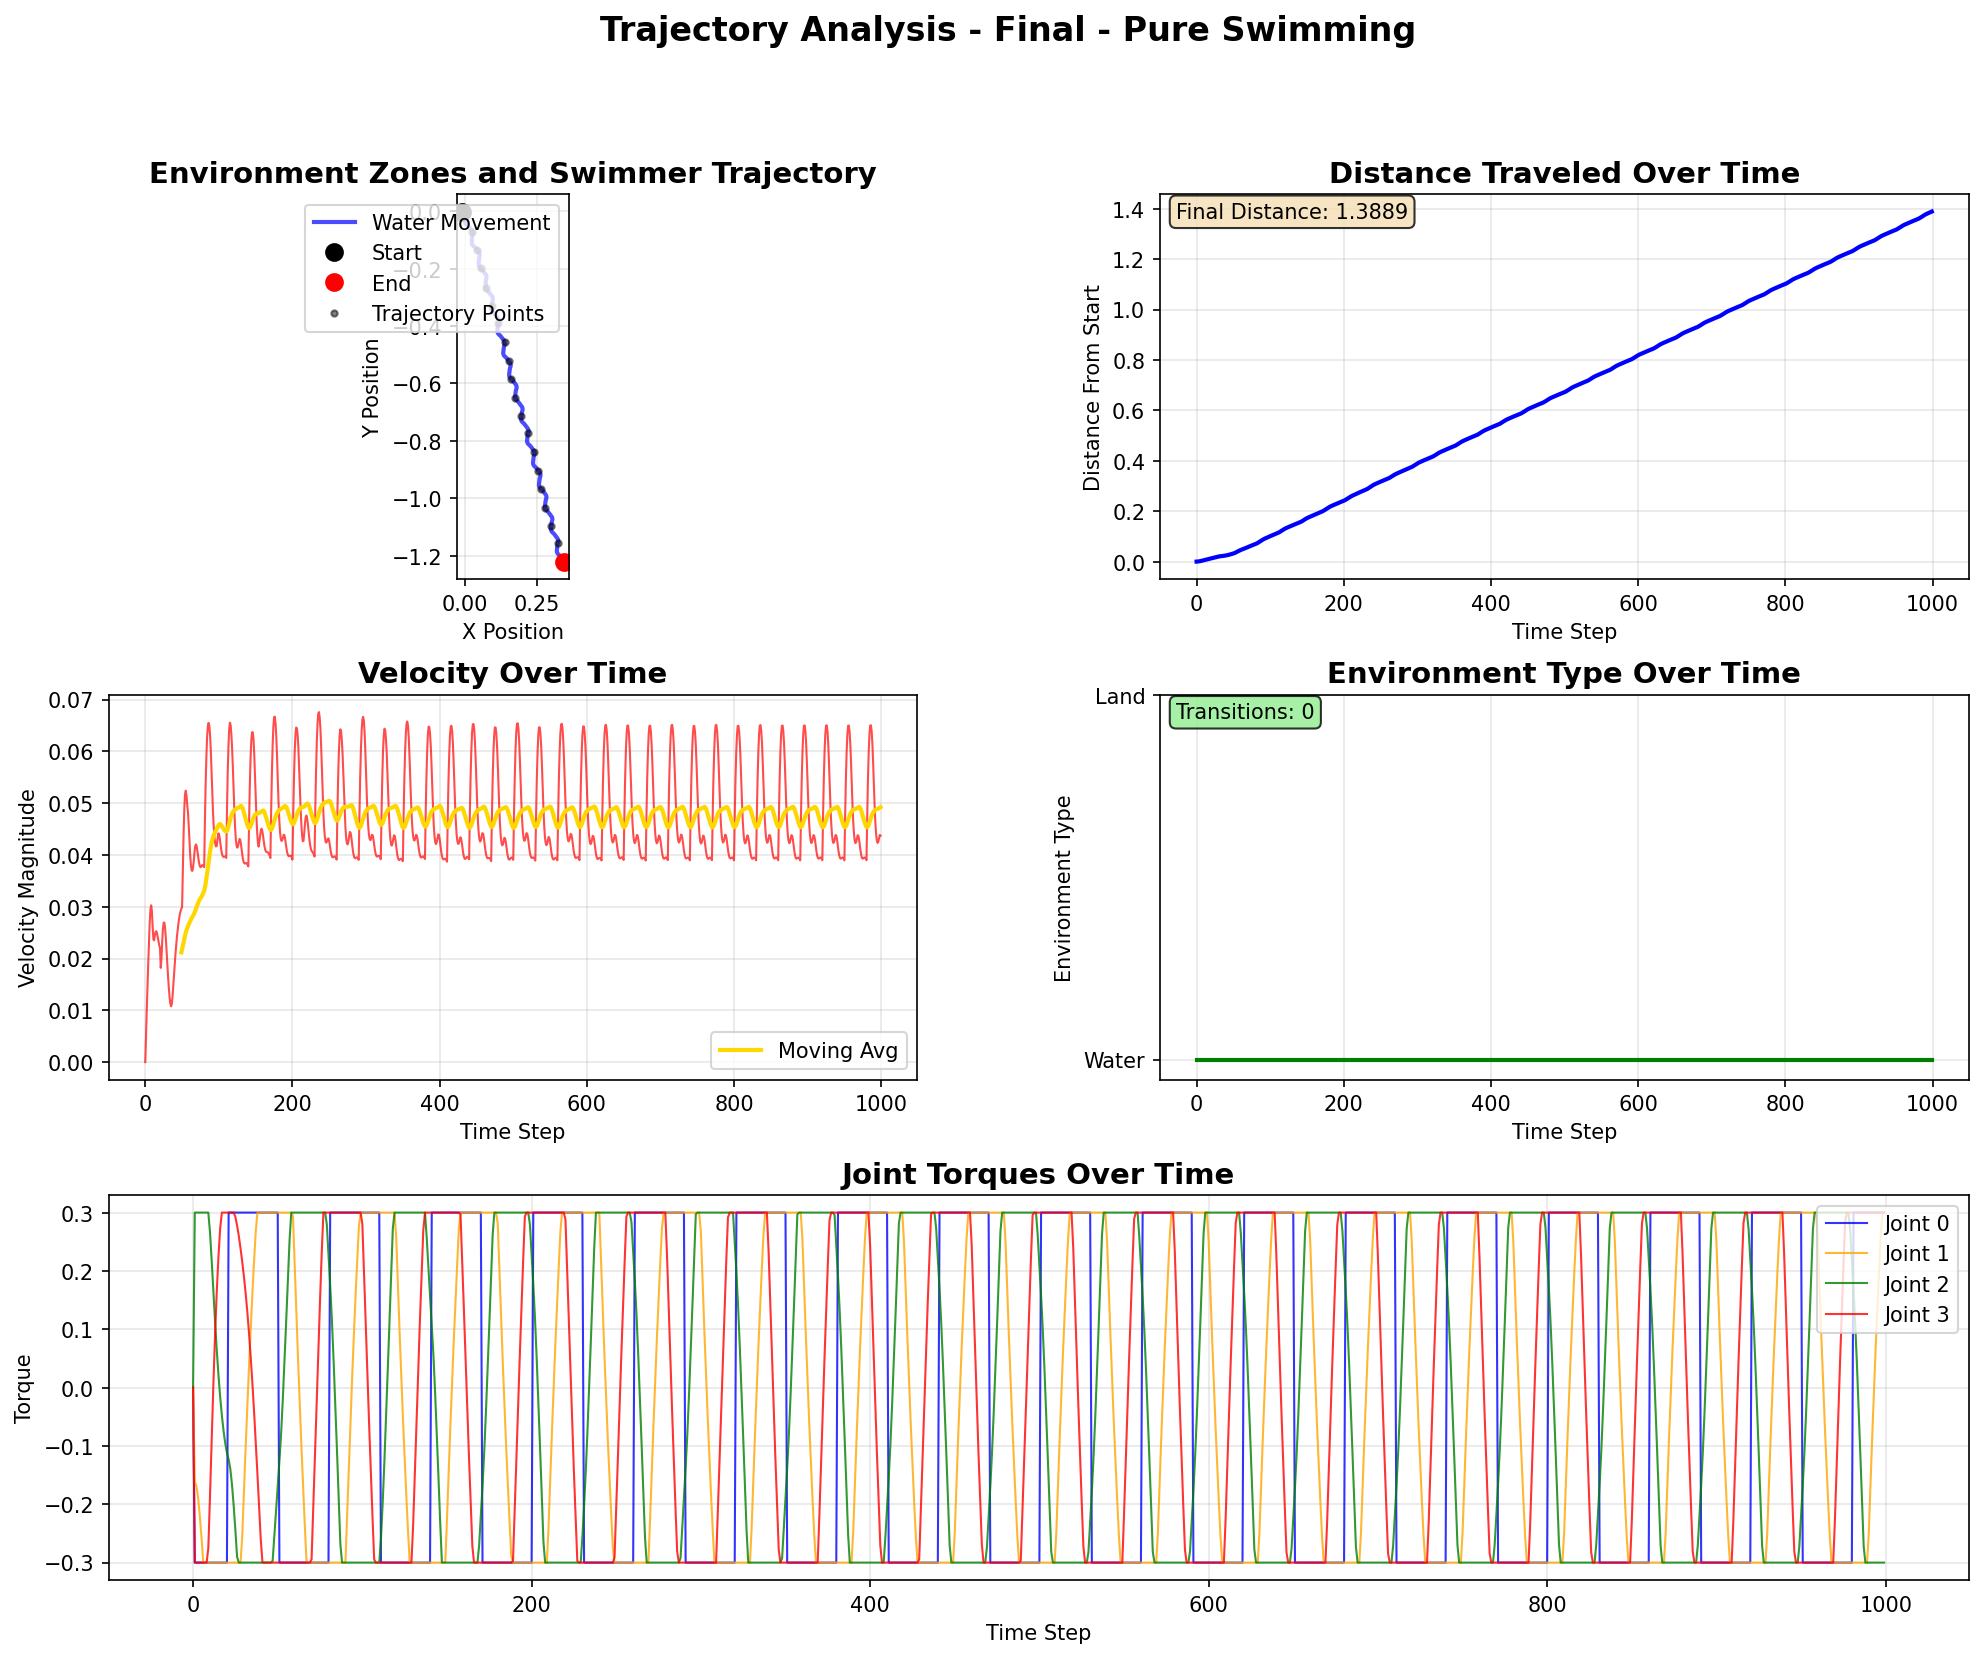 Trajectory Analysis - Final - Pure Swimming
Environment Zones and Swimmer Trajectory
Water Movement
Start
End
Trajectory Points
0.0
−0.2
−0.4
−0.6
−0.8
−1.0
−1.2
Y Position
0.00 0.25
X Position
Distance Traveled Over Time
Final Distance: 1.3889
1.4
1.2
1.0
0.8
0.6
0.4
0.2
0.0
Distance From Start
0 200 400 600 800 1000
Time Step
Velocity Over Time
0.07
0.06
0.05
0.04
0.03
0.02
0.01
0.00
Velocity Magnitude
Moving Avg
0 200 400 600 800 1000
Time Step
Environment Type Over Time
Land
Transitions: 0
Environment Type
Water
0 200 400 600 800 1000
Time Step
Joint Torques Over Time
0.3
0.2
0.1
0.0
−0.1
−0.2
−0.3
Torque
Joint 0
Joint 1
Joint 2
Joint 3
0 200 400 600 800 1000
Time Step